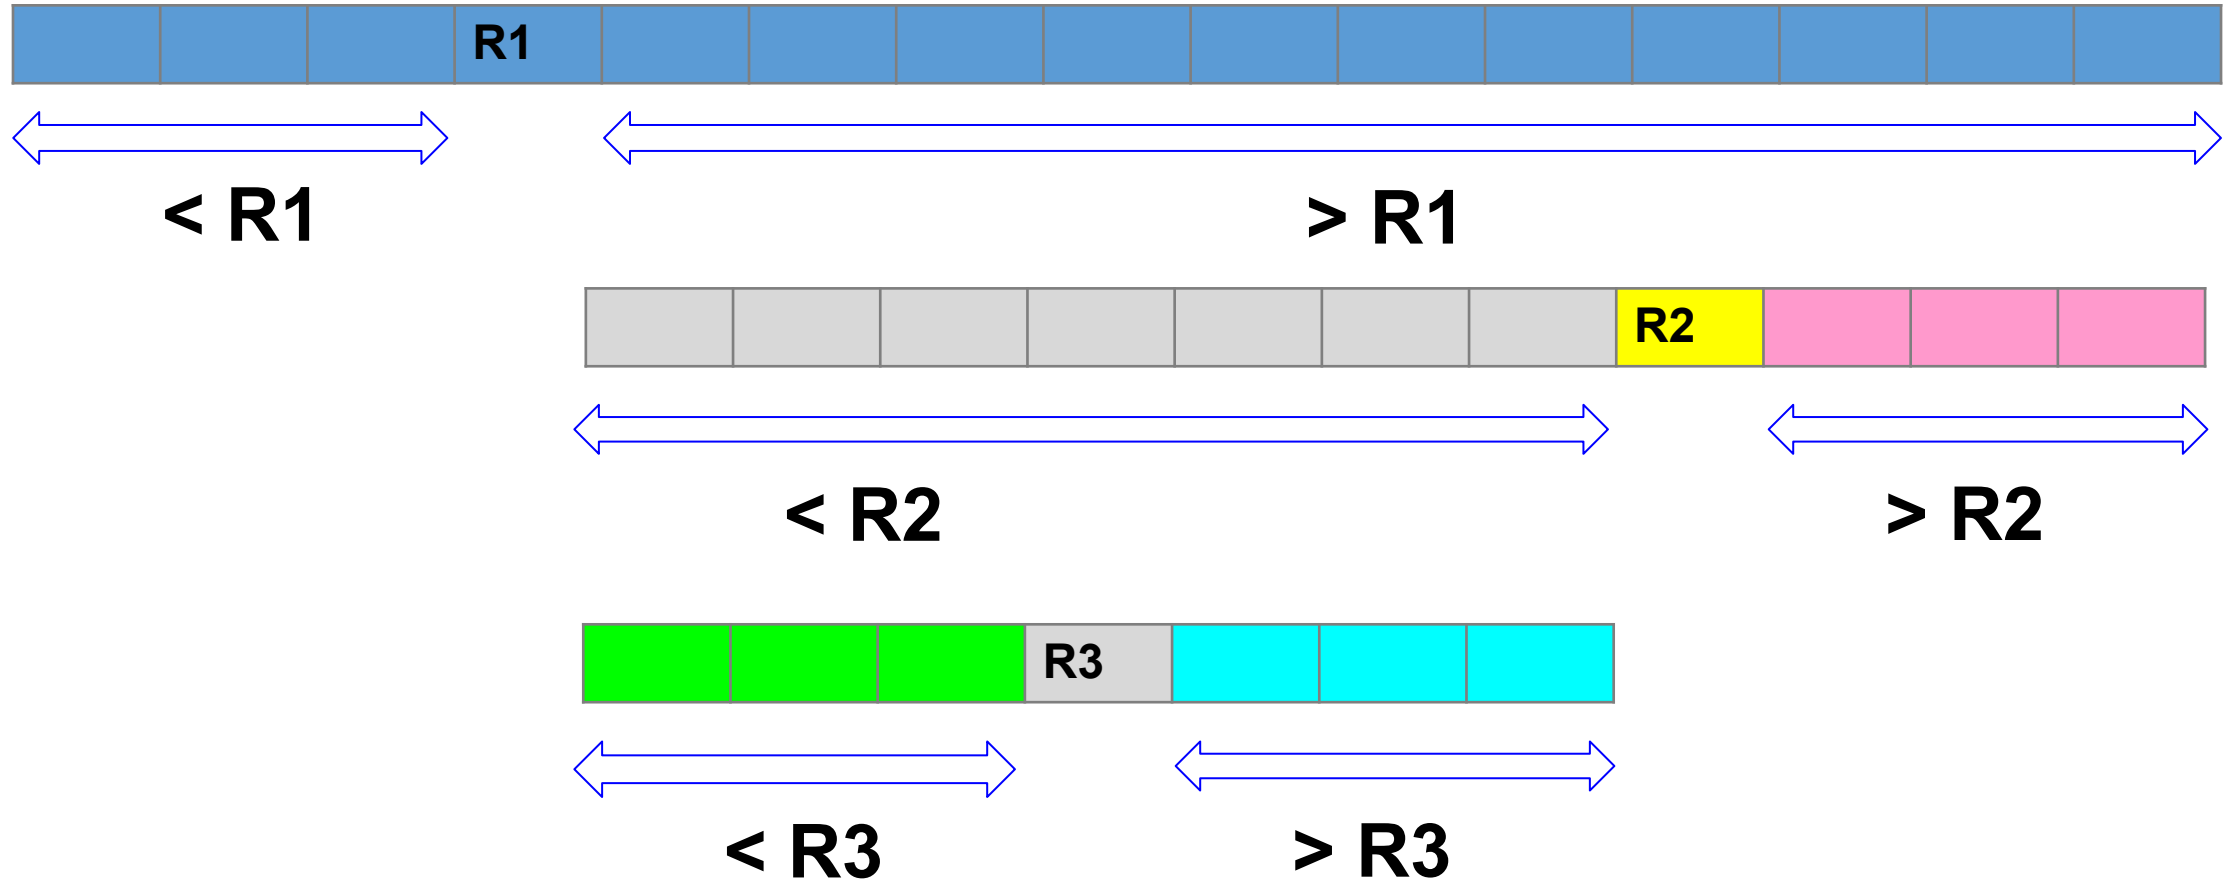 R1
< R1
> R1
R2
< R2
> R2
R3
< R3
> R3